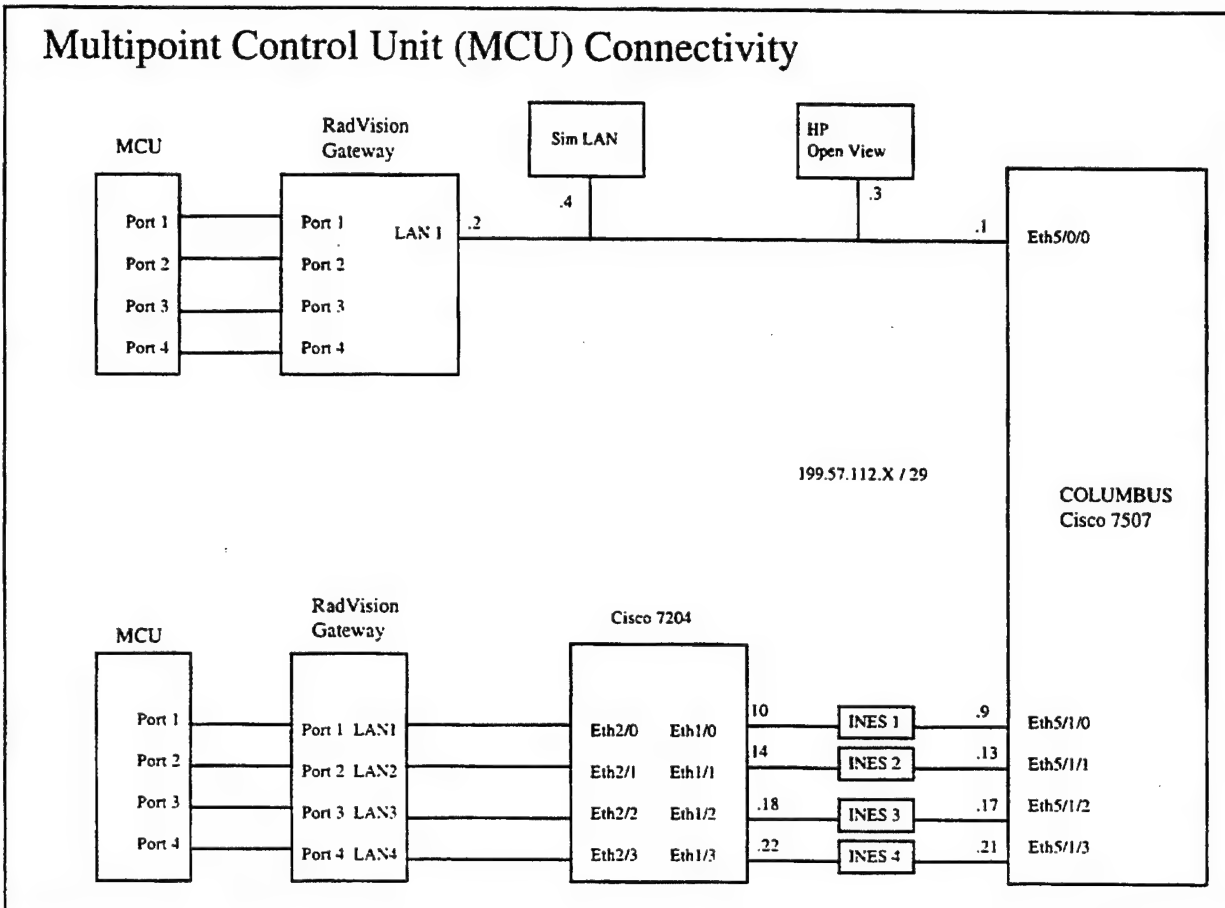 Multipoint Control Unit (MCU) Connectivity
MCU
RadVision
Gateway
Sim LAN
HP
Open View
Port 1
Port 2
Port 3
Port 4
Port 1
Port 2
Port 3
Port 4
LAN 1
.2
.4
.3
.1
Eth5/0/0
199.57.112.X / 29
COLUMBUS
Cisco 7507
MCU
RadVision
Gateway
Cisco 7204
Port 1
Port 2
Port 3
Port 4
Port 1 LAN1
Port 2 LAN2
Port 3 LAN3
Port 4 LAN4
Eth2/0 Eth1/0
Eth2/1 Eth1/1
Eth2/2 Eth1/2
Eth2/3 Eth1/3
10
14
.18
.22
INES 1
INES 2
INES 3
INES 4
.9
.13
.17
.21
Eth5/1/0
Eth5/1/1
Eth5/1/2
Eth5/1/3